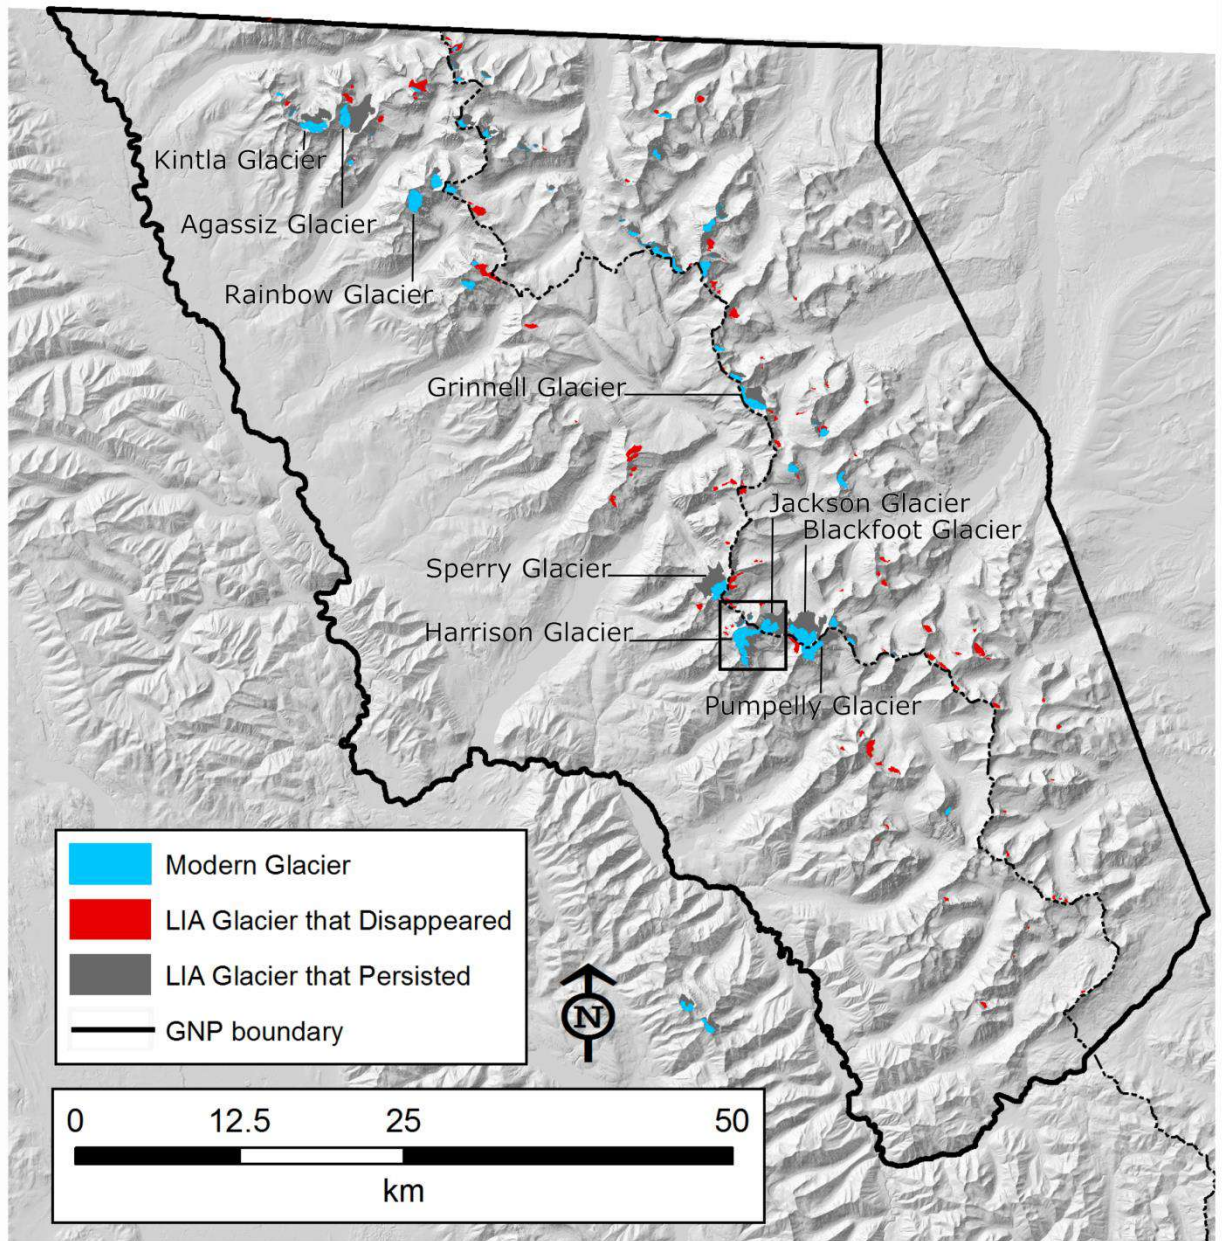 Kintla Glacier
Agassiz Glacier
Rainbow Glacier
Grinnell Glacier
Jackson Glacier
Blackfoot Glacier
Sperry Glacier
Harrison Glacier
Pumpelly Glacier
Modern Glacier
LIA Glacier that Disappeared
LIA Glacier that Persisted
GNP boundary
N
0 12.5 25 50
km